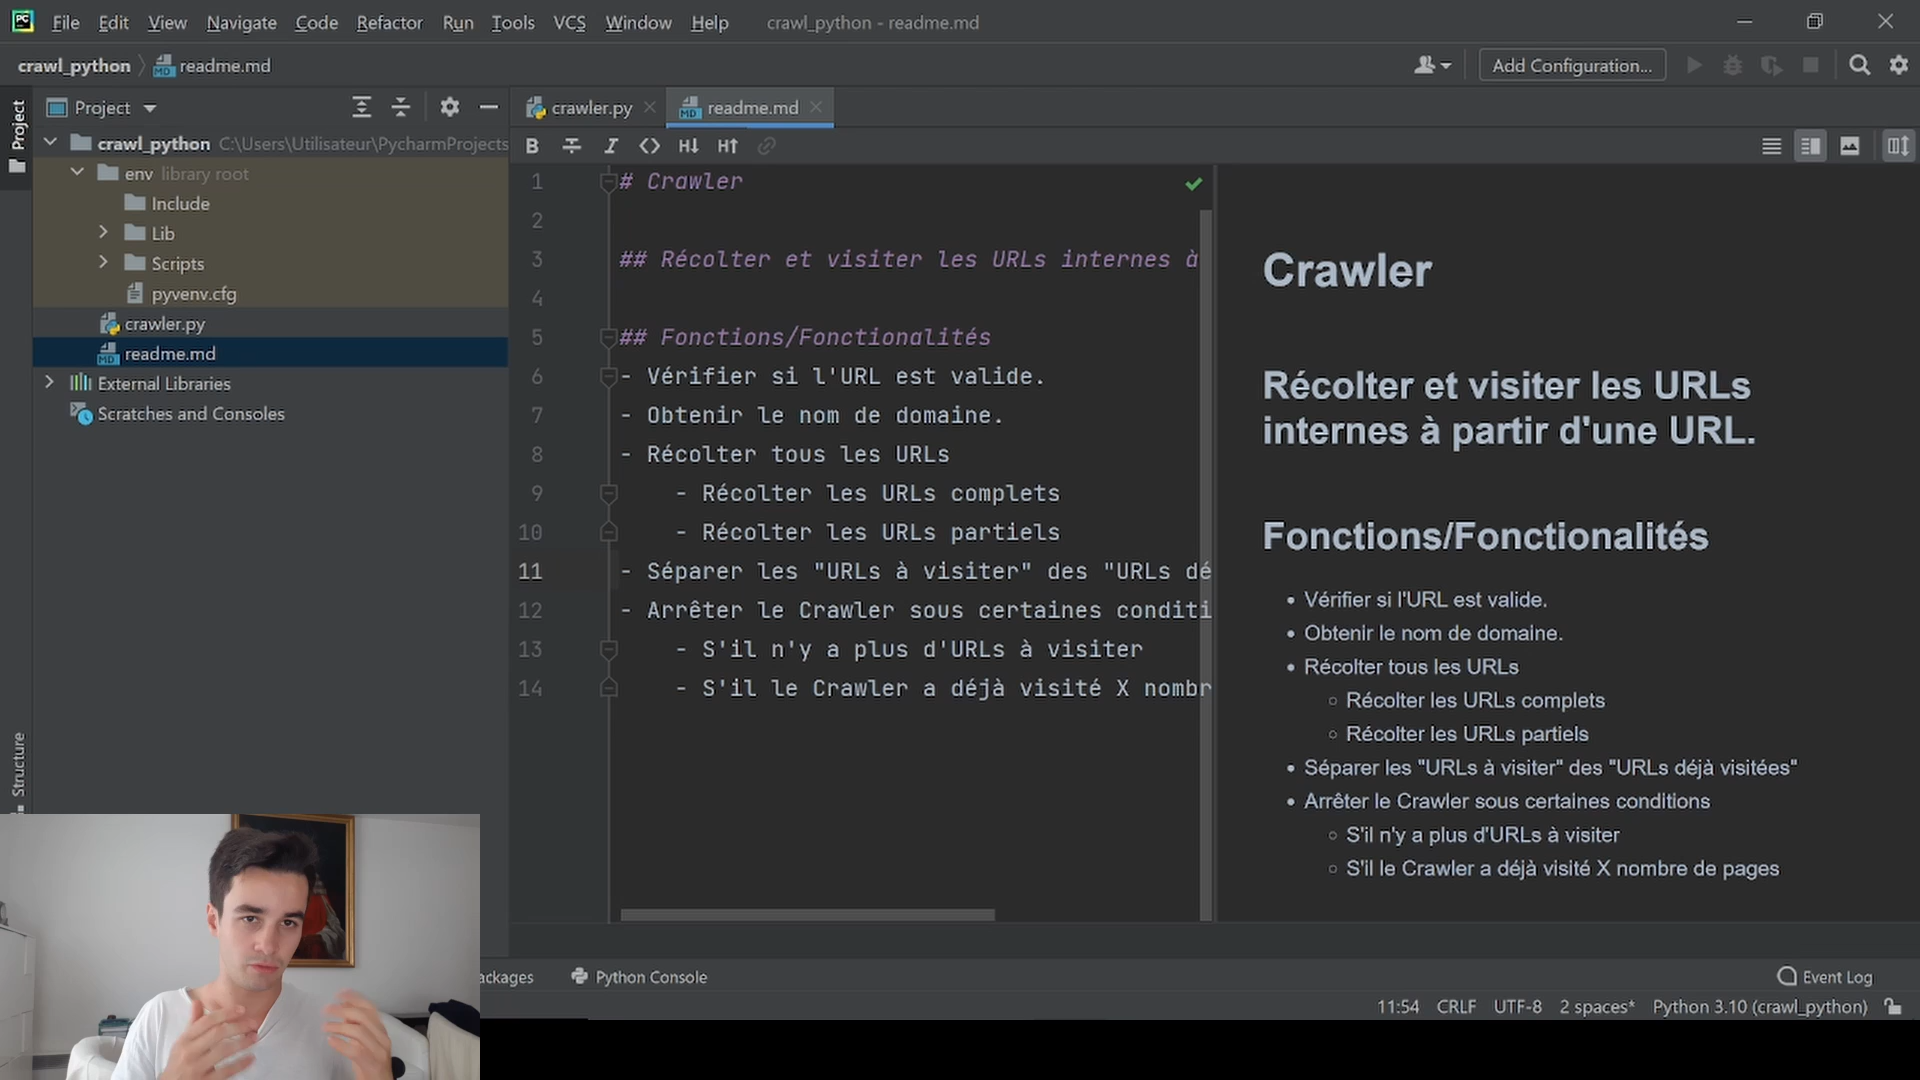 PC File Edit View Navigate Code Refactor Run Tools VCS Window Help crawl_python - readme.md
crawl_python readme.md Add Configuration...
Project
Project
crawl_python C:\Users\Utilisateur\PycharmProjects
env library root
Include
Lib
Scripts
pyvenv.cfg
crawler.py
readme.md
External Libraries
Scratches and Consoles
Structure
crawler.py readme.md
B I <> H↓ H↑
1 # Crawler
2
3 ## Récolter et visiter les URLs internes à
4
5 ## Fonctions/Fonctionalités
6 - Vérifier si l'URL est valide.
7 - Obtenir le nom de domaine.
8 - Récolter tous les URLs
9 - Récolter les URLs complets
10 - Récolter les URLs partiels
11 - Séparer les "URLs à visiter" des "URLs dé
12 - Arrêter le Crawler sous certaines conditi
13 - S'il n'y a plus d'URLs à visiter
14 - S'il le Crawler a déjà visité X nombr
Crawler
Récolter et visiter les URLs
internes à partir d'une URL.
Fonctions/Fonctionalités
• Vérifier si l'URL est valide.
• Obtenir le nom de domaine.
• Récolter tous les URLs
◦ Récolter les URLs complets
◦ Récolter les URLs partiels
• Séparer les "URLs à visiter" des "URLs déjà visitées"
• Arrêter le Crawler sous certaines conditions
◦ S'il n'y a plus d'URLs à visiter
◦ S'il le Crawler a déjà visité X nombre de pages
ackages Python Console Event Log
11:54 CRLF UTF-8 2 spaces* Python 3.10 (crawl_python)